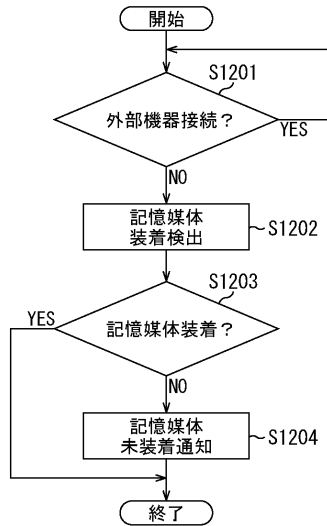 開始
S1201
外部機器接続？
YES
NO
記憶媒体
装着検出
S1202
S1203
YES
記憶媒体装着？
NO
記憶媒体
未装着通知
S1204
終了